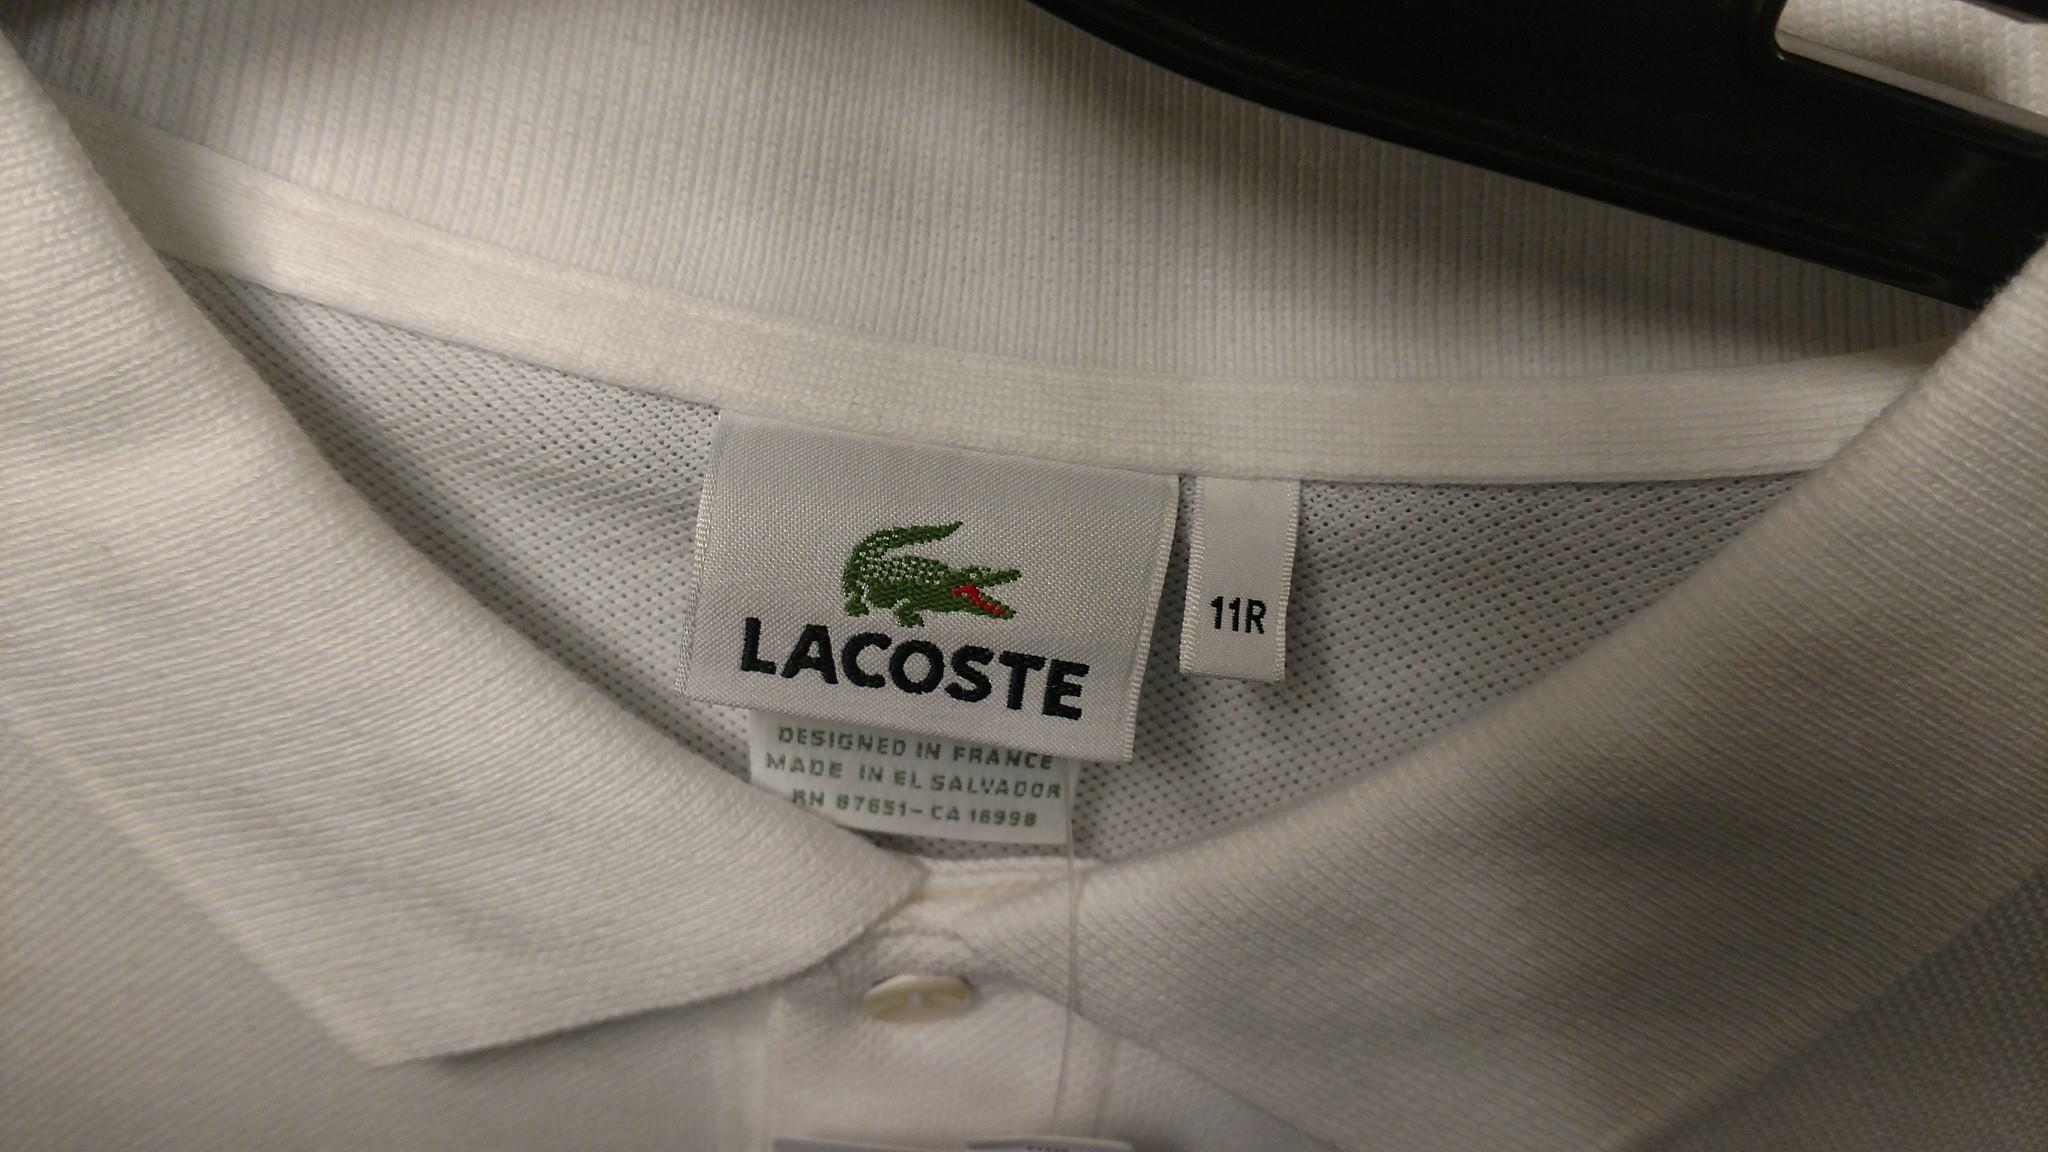 LACOSTE
11R
DESIGNED IN FRANCE
MADE IN EL SALVADOR
RN 87651-CA 16998